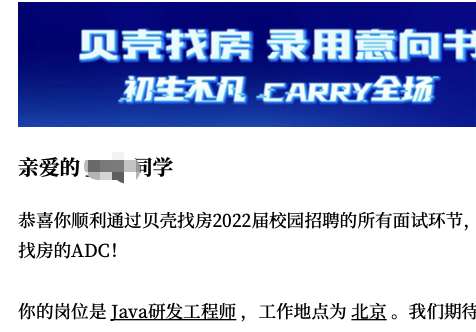 贝壳找房 录用意向书
初生不凡 CARRY全场
亲爱的 同学
恭喜你顺利通过贝壳找房2022届校园招聘的所有面试环节，
找房的ADC！
你的岗位是 Java研发工程师 ，工作地点为 北京 。我们期待